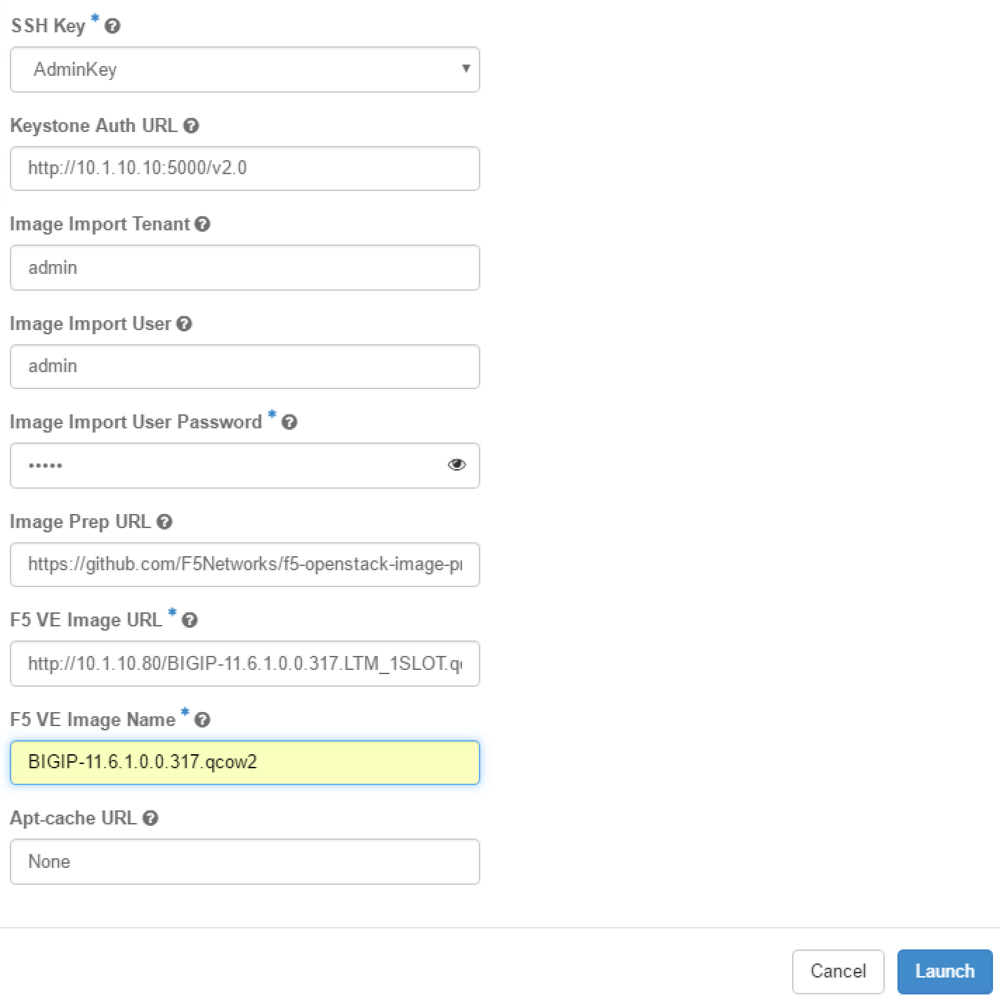 SSH Key *
AdminKey
Keystone Auth URL
http://10.1.10.10:5000/v2.0
Image Import Tenant
admin
Image Import User
admin
Image Import User Password *
•••••
Image Prep URL
https://github.com/F5Networks/f5-openstack-image-p
F5 VE Image URL *
http://10.1.10.80/BIGIP-11.6.1.0.0.317.LTM_1SLOT.q
F5 VE Image Name *
BIGIP-11.6.1.0.0.317.qcow2
Apt-cache URL
None
Cancel Launch